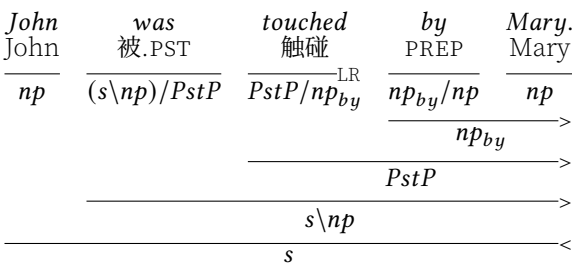 John was touched by Mary.
John 被.PST 触碰 PREP Mary
LR
np (s\np)/PstP PstP/np_by np_by/np np
>
np_by
>
PstP
>
s\np
<
s